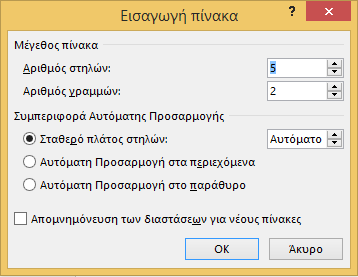 Εισαγωγή πίνακα
?
Μέγεθος πίνακα
Αριθμός στηλών: 5
Αριθμός γραμμών: 2
Συμπεριφορά Αυτόματης Προσαρμογής
Σταθερό πλάτος στηλών: Αυτόματο
Αυτόματη Προσαρμογή στα περιεχόμενα
Αυτόματη Προσαρμογή στο παράθυρο
Απομνημόνευση των διαστάσεων για νέους πίνακες
OK Άκυρο